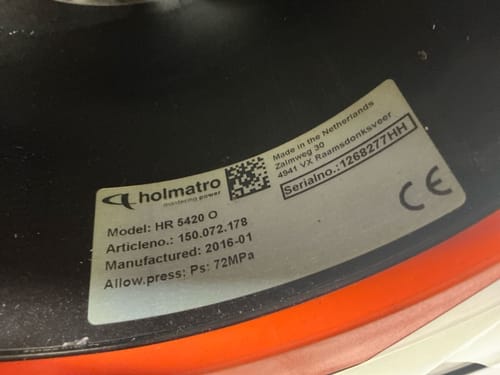 holmatro
mastering power
Model: HR 5420 O
Articleno.: 150.072.178
Manufactured: 2016-01
Allow.press; Ps: 72MPa
Made in the Netherlands
Zalmweg 30
4941 VX Raamsdonksveer
Serialno.: 1268277HH
CE